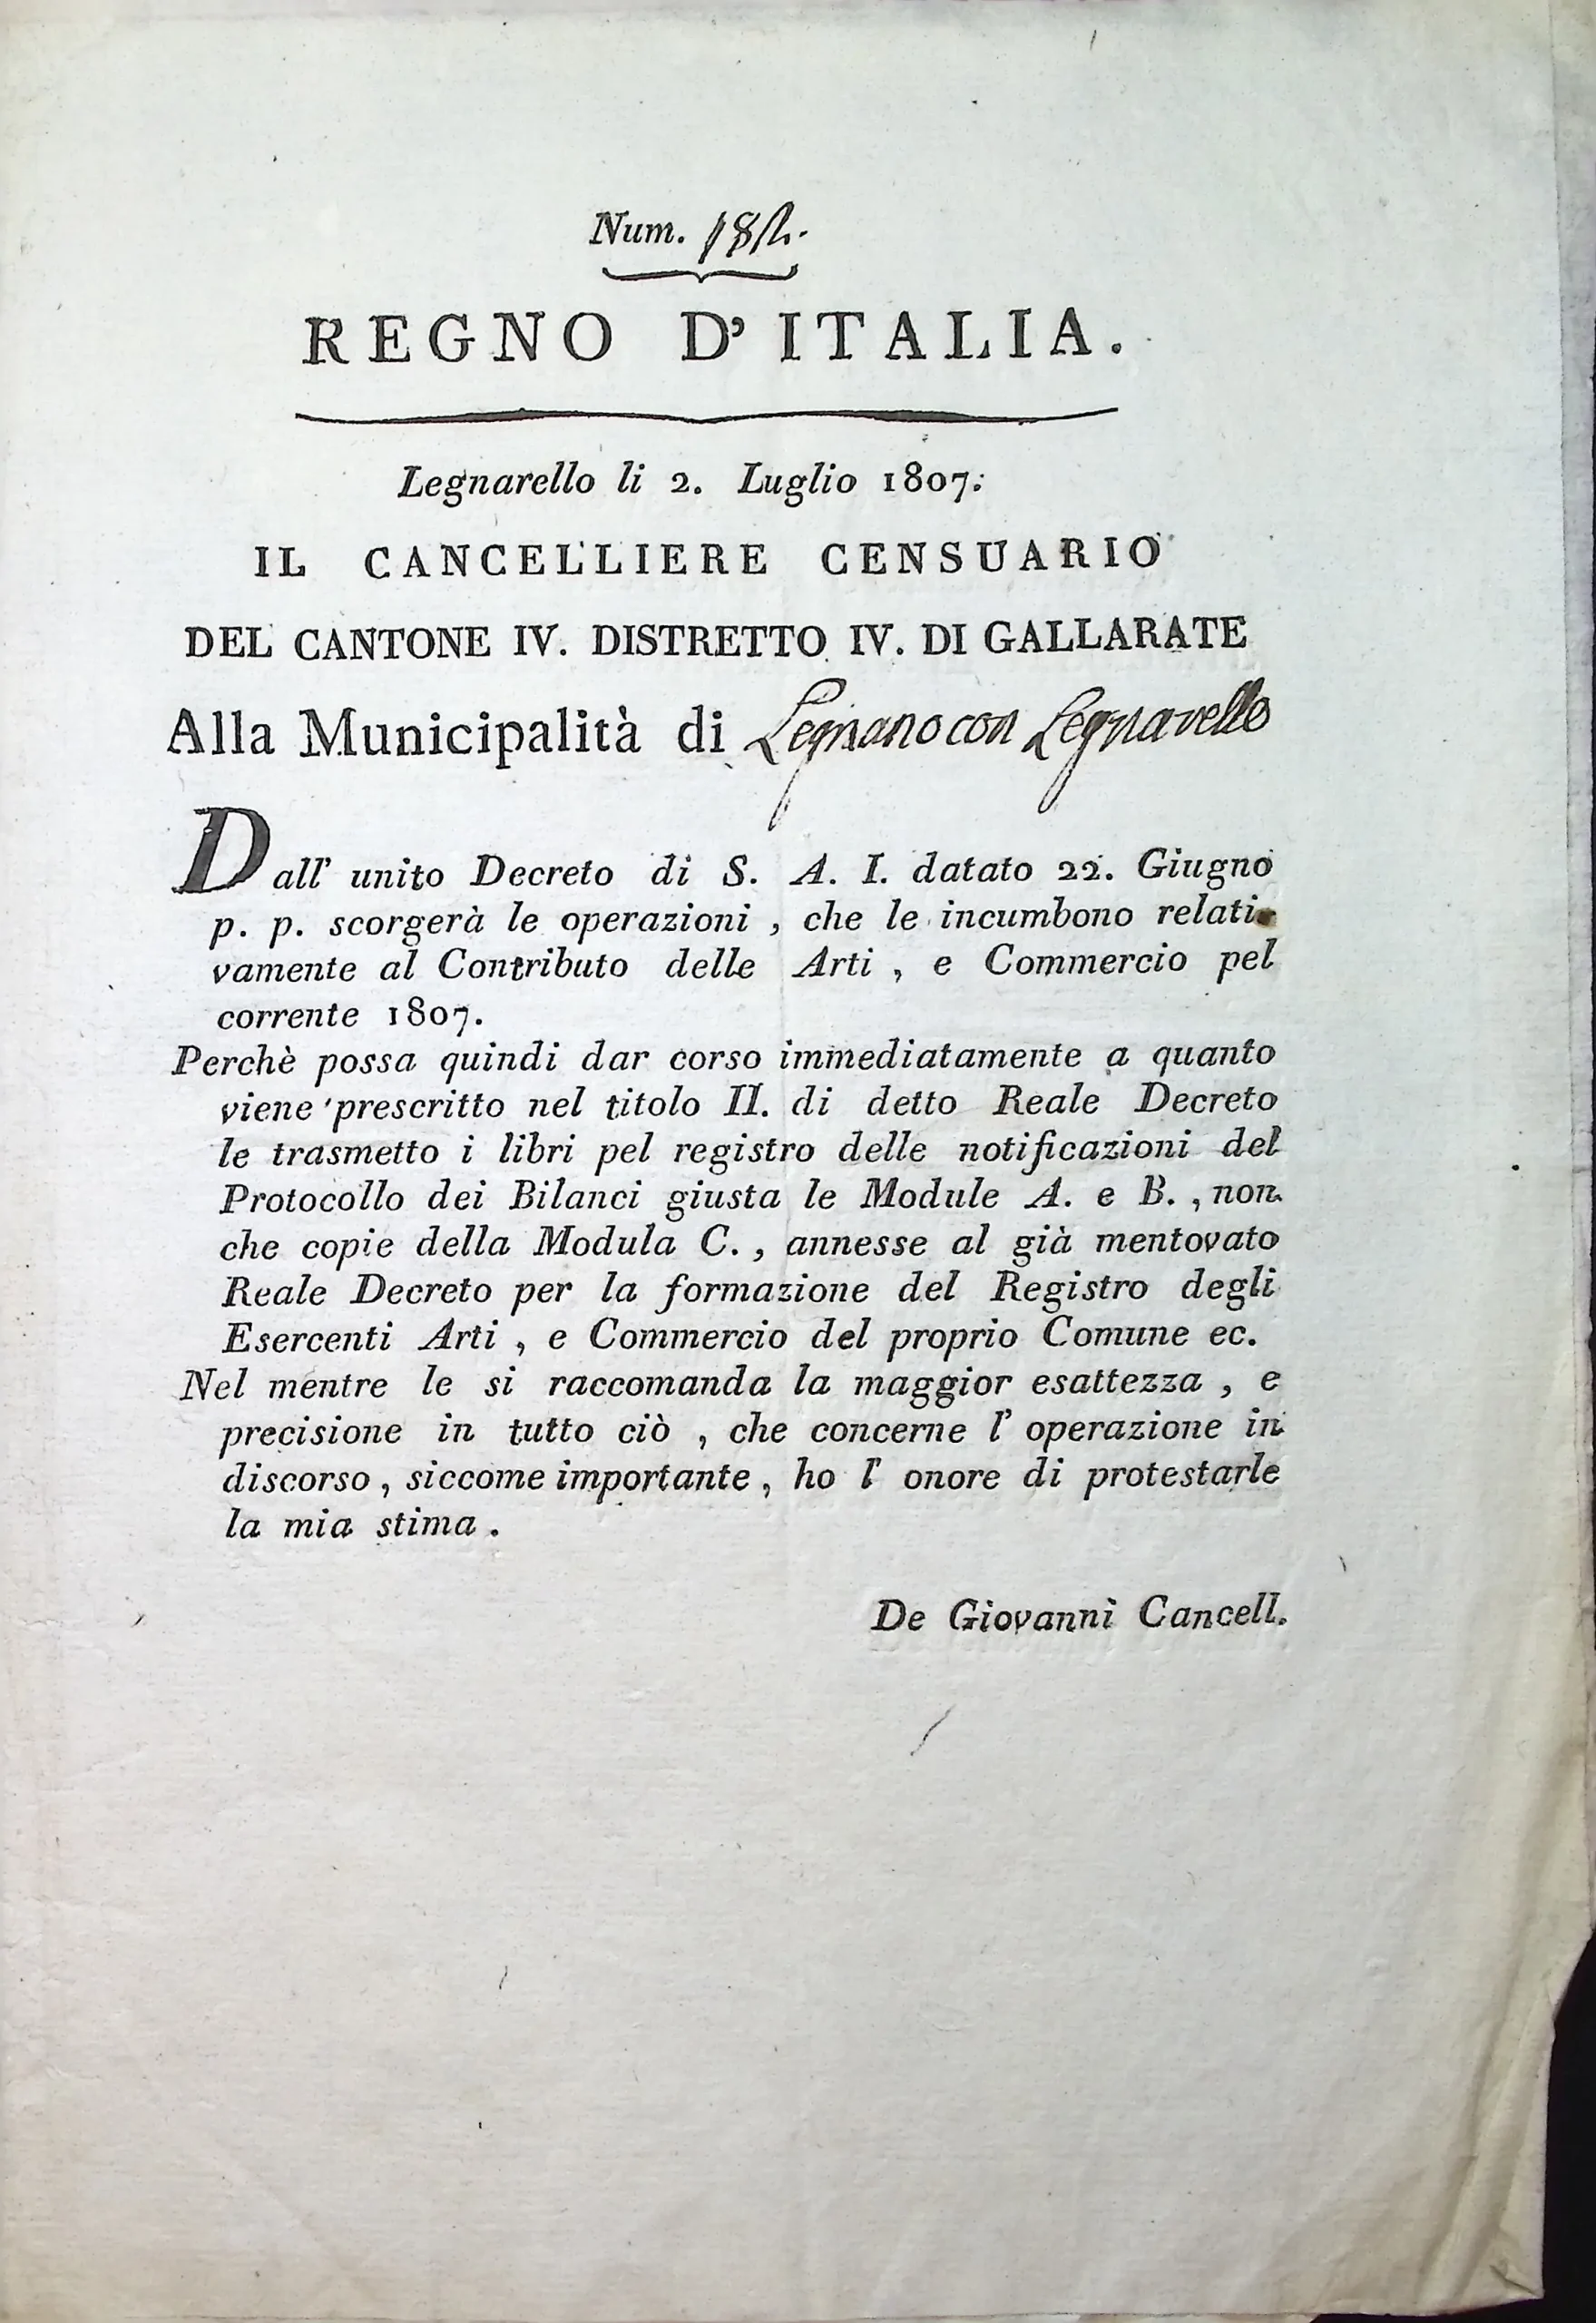 Num.
REGNO D' ITALIA.
Legnarello li 2. Luglio 1807.
IL CANCELLIERE CENSUARIO
DEL CANTONE IV. DISTRETTO IV. DI GALLARATE
Alla Municipalità di Legnano con Legnarello
Dall' unito Decreto di S. A. I. datato 22. Giugno
p. p. scorgerà le operazioni, che le incumbono relati-
vamente al Contributo delle Arti, e Commercio pel
corrente 1807.
Perchè possa quindi dar corso immediatamente a quanto
viene prescritto nel titolo II. di detto Reale Decreto
le trasmetto i libri pel registro delle notificazioni del
Protocollo dei Bilanci giusta le Module A. e B., non
che copie della Modula C., annesse al già mentovato
Reale Decreto per la formazione del Registro degli
Esercenti Arti, e Commercio del proprio Comune ec.
Nel mentre le si raccomanda la maggior esattezza, e
precisione in tutto ciò, che concerne l' operazione in
discorso, siccome importante, ho l' onore di protestarle
la mia stima.
De Giovanni Cancell.